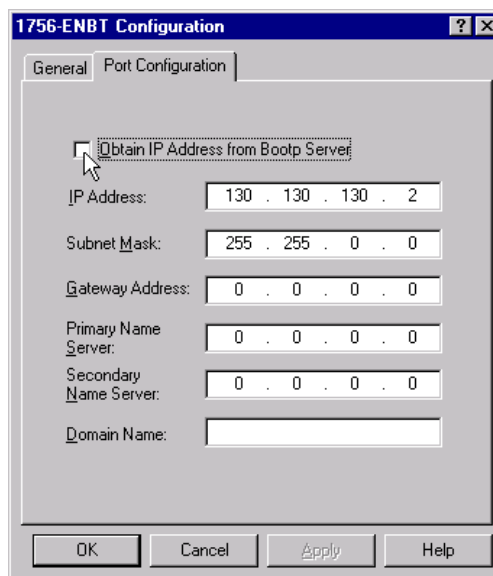 1756-ENBT Configuration
General Port Configuration
Obtain IP Address from Bootp Server
IP Address: 130 . 130 . 130 . 2
Subnet Mask: 255 . 255 . 0 . 0
Gateway Address: 0 . 0 . 0 . 0
Primary Name
Server: 0 . 0 . 0 . 0
Secondary
Name Server: 0 . 0 . 0 . 0
Domain Name:
OK Cancel Apply Help